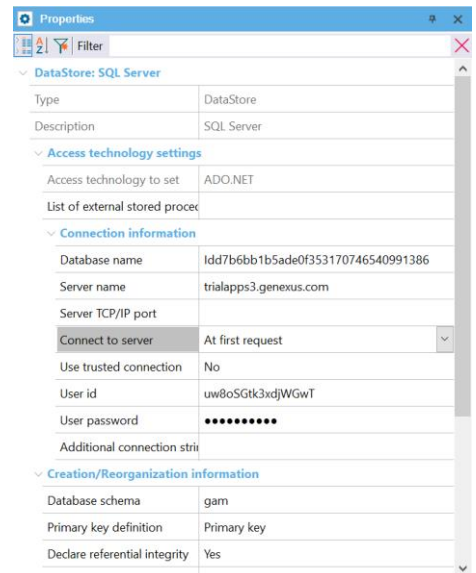 Properties
Filter
DataStore: SQL Server
Type DataStore
Description SQL Server
Access technology settings
Access technology to set ADO.NET
List of external stored proced
Connection information
Database name Idd7b6bb1b5ade0f353170746540991386
Server name trialapps3.genexus.com
Server TCP/IP port
Connect to server At first request
Use trusted connection No
User id uw8oSGtk3xdjWGwT
User password ●●●●●●●●●●
Additional connection strin
Creation/Reorganization information
Database schema gam
Primary key definition Primary key
Declare referential integrity Yes